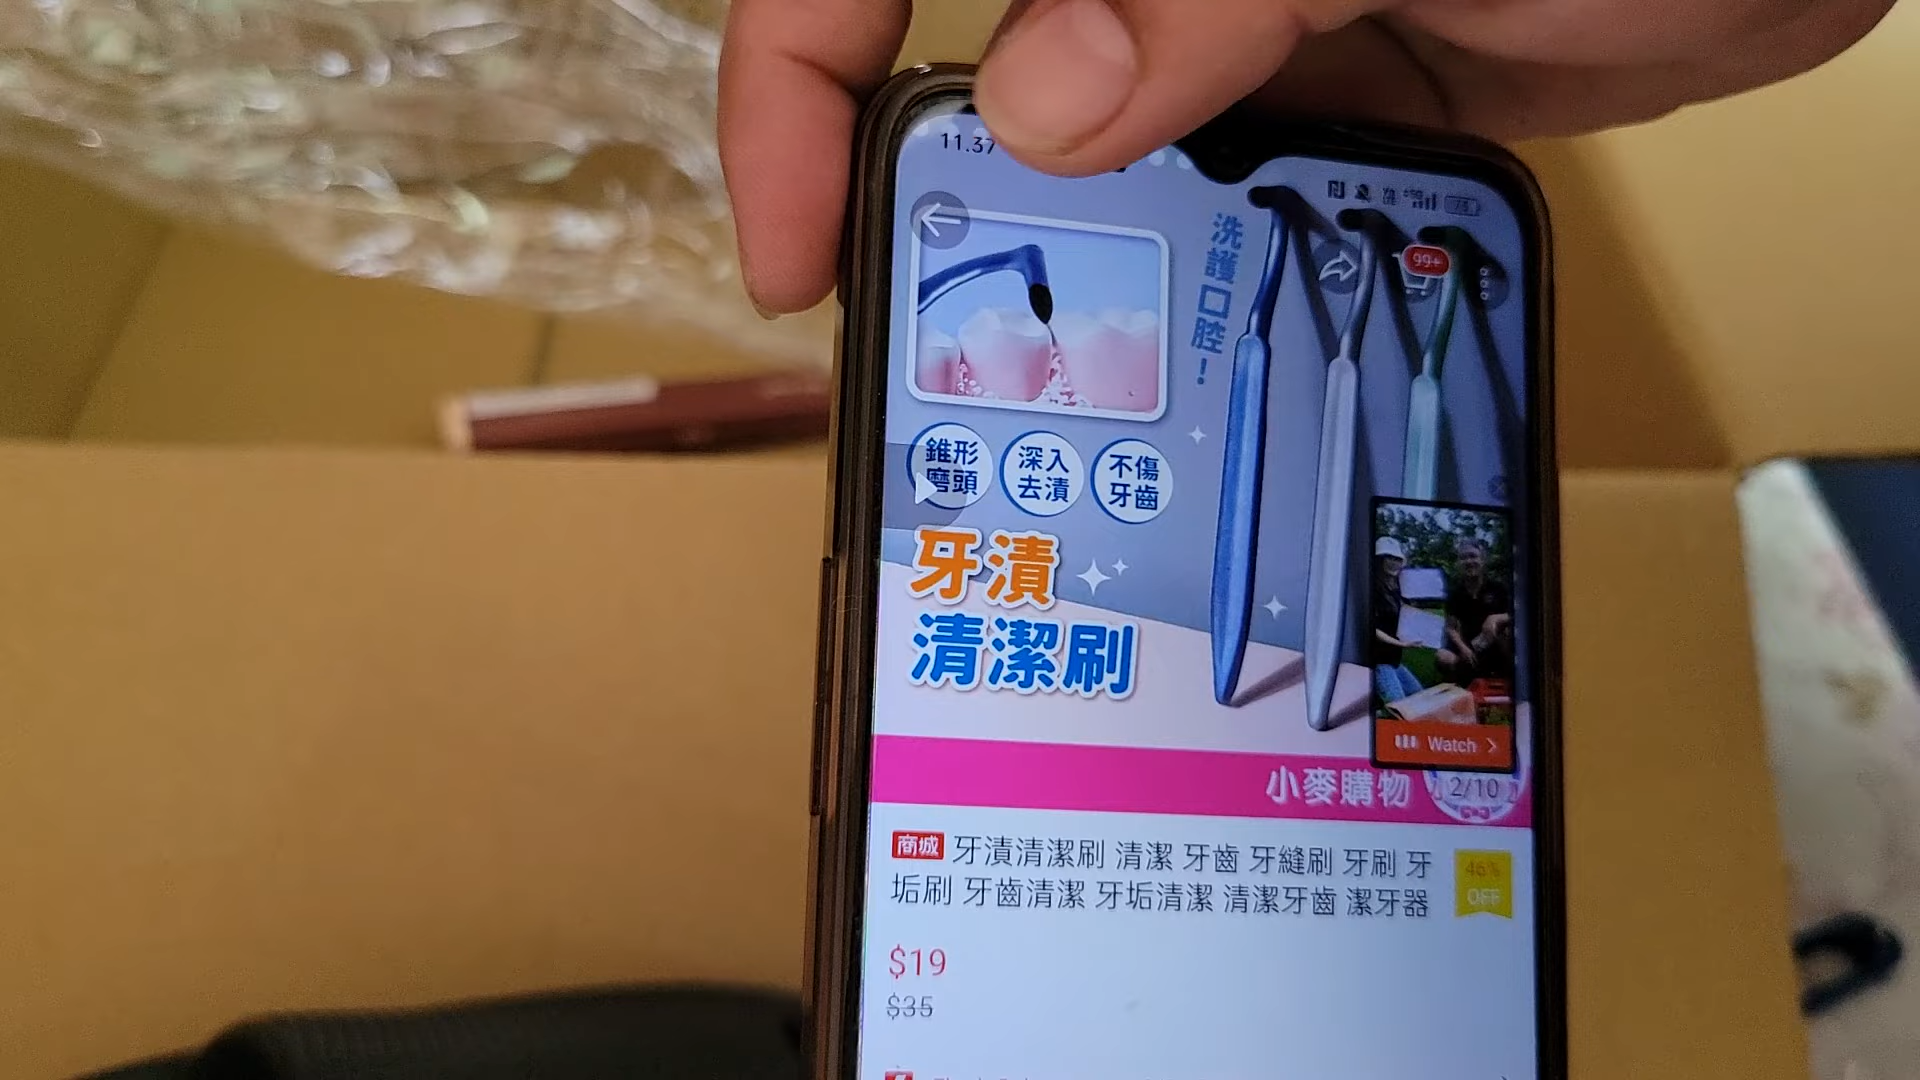 11.37
99+
洗護口腔！
錐形
磨頭
深入
去漬
不傷
牙齒
牙漬
清潔刷
Watch
小麥購物
2/10
商城 牙漬清潔刷 清潔 牙齒 牙縫刷 牙刷 牙
垢刷 牙齒清潔 牙垢清潔 清潔牙齒 潔牙器
46%
OFF
$19
$35